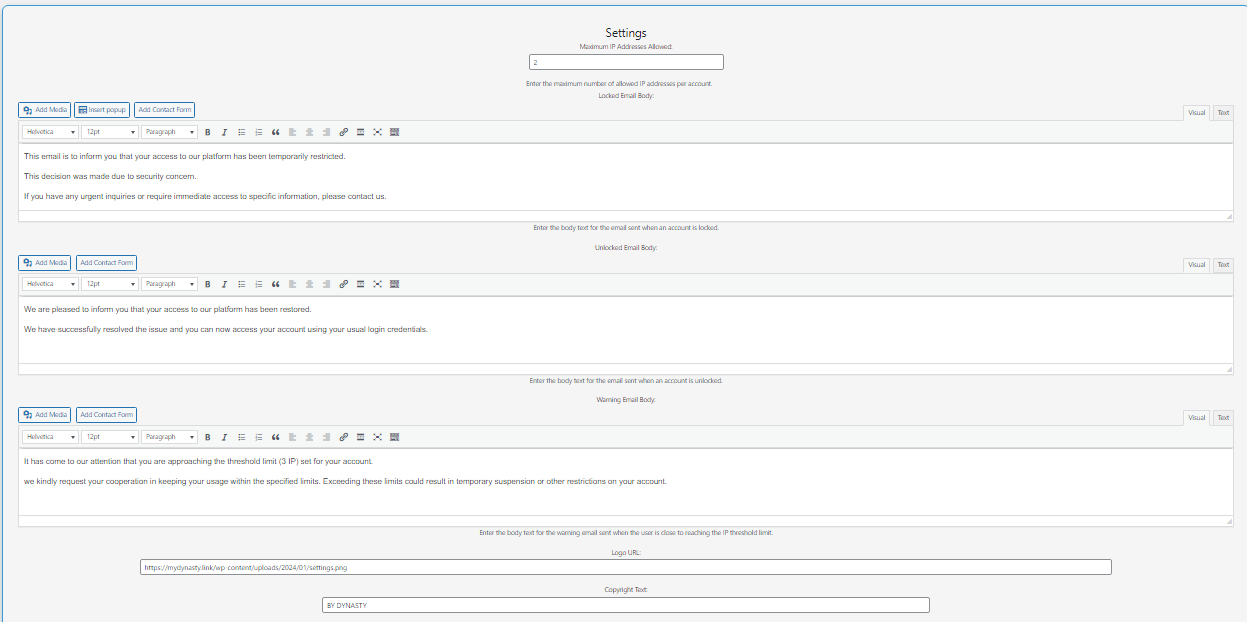 Settings
Maximum IP Addresses Allowed:
2
Enter the maximum number of allowed IP addresses per account.
Locked Email Body:
Add Media Insert popup Add Contact Form
Visual Text
Helvetica 12pt Paragraph B I
This email is to inform you that your access to our platform has been temporarily restricted.
This decision was made due to security concern..
If you have any urgent inquiries or require immediate access to specific information, please contact us.
Enter the body text for the email sent when an account is locked.
Unlocked Email Body:
Add Media Add Contact Form
Visual Text
Helvetica 12pt Paragraph B I
We are pleased to inform you that your access to our platform has been restored.
We have successfully resolved the issue and you can now access your account using your usual login credentials.
Enter the body text for the email sent when an account is unlocked.
Warning Email Body:
Add Media Add Contact Form
Visual Text
Helvetica 12pt Paragraph B I
It has come to our attention that you are approaching the threshold limit (3 IP) set for your account.
we kindly request your cooperation in keeping your usage within the specified limits. Exceeding these limits could result in temporary suspension or other restrictions on your account.
Enter the body text for the warning email sent when the user is close to reaching the IP threshold limit.
Logo URL:
https://mydynasty.link/wp-content/uploads/2024/01/settings.png
Copyright Text:
BY DYNASTY